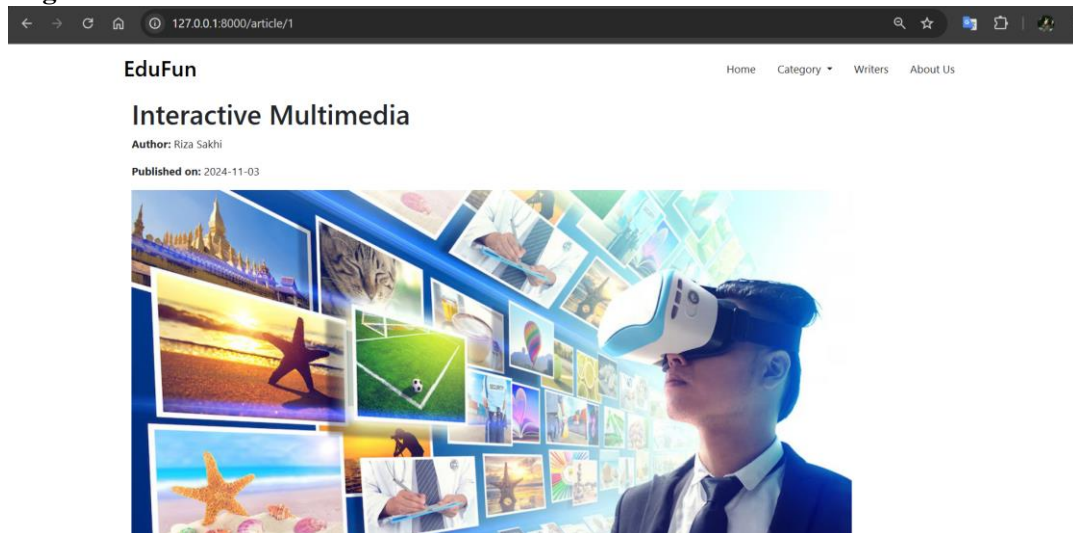 127.0.0.1:8000/article/1
EduFun
Home Category Writers About Us
Interactive Multimedia
Author: Riza Sakhi
Published on: 2024-11-03